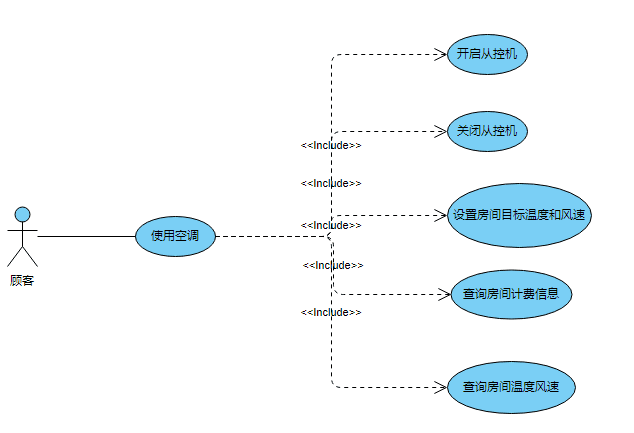 开启从控机
关闭从控机
<<Include>>
<<Include>>
设置房间目标温度和风速
<<Include>>
使用空调
<<Include>>
顾客
查询房间计费信息
<<Include>>
查询房间温度风速